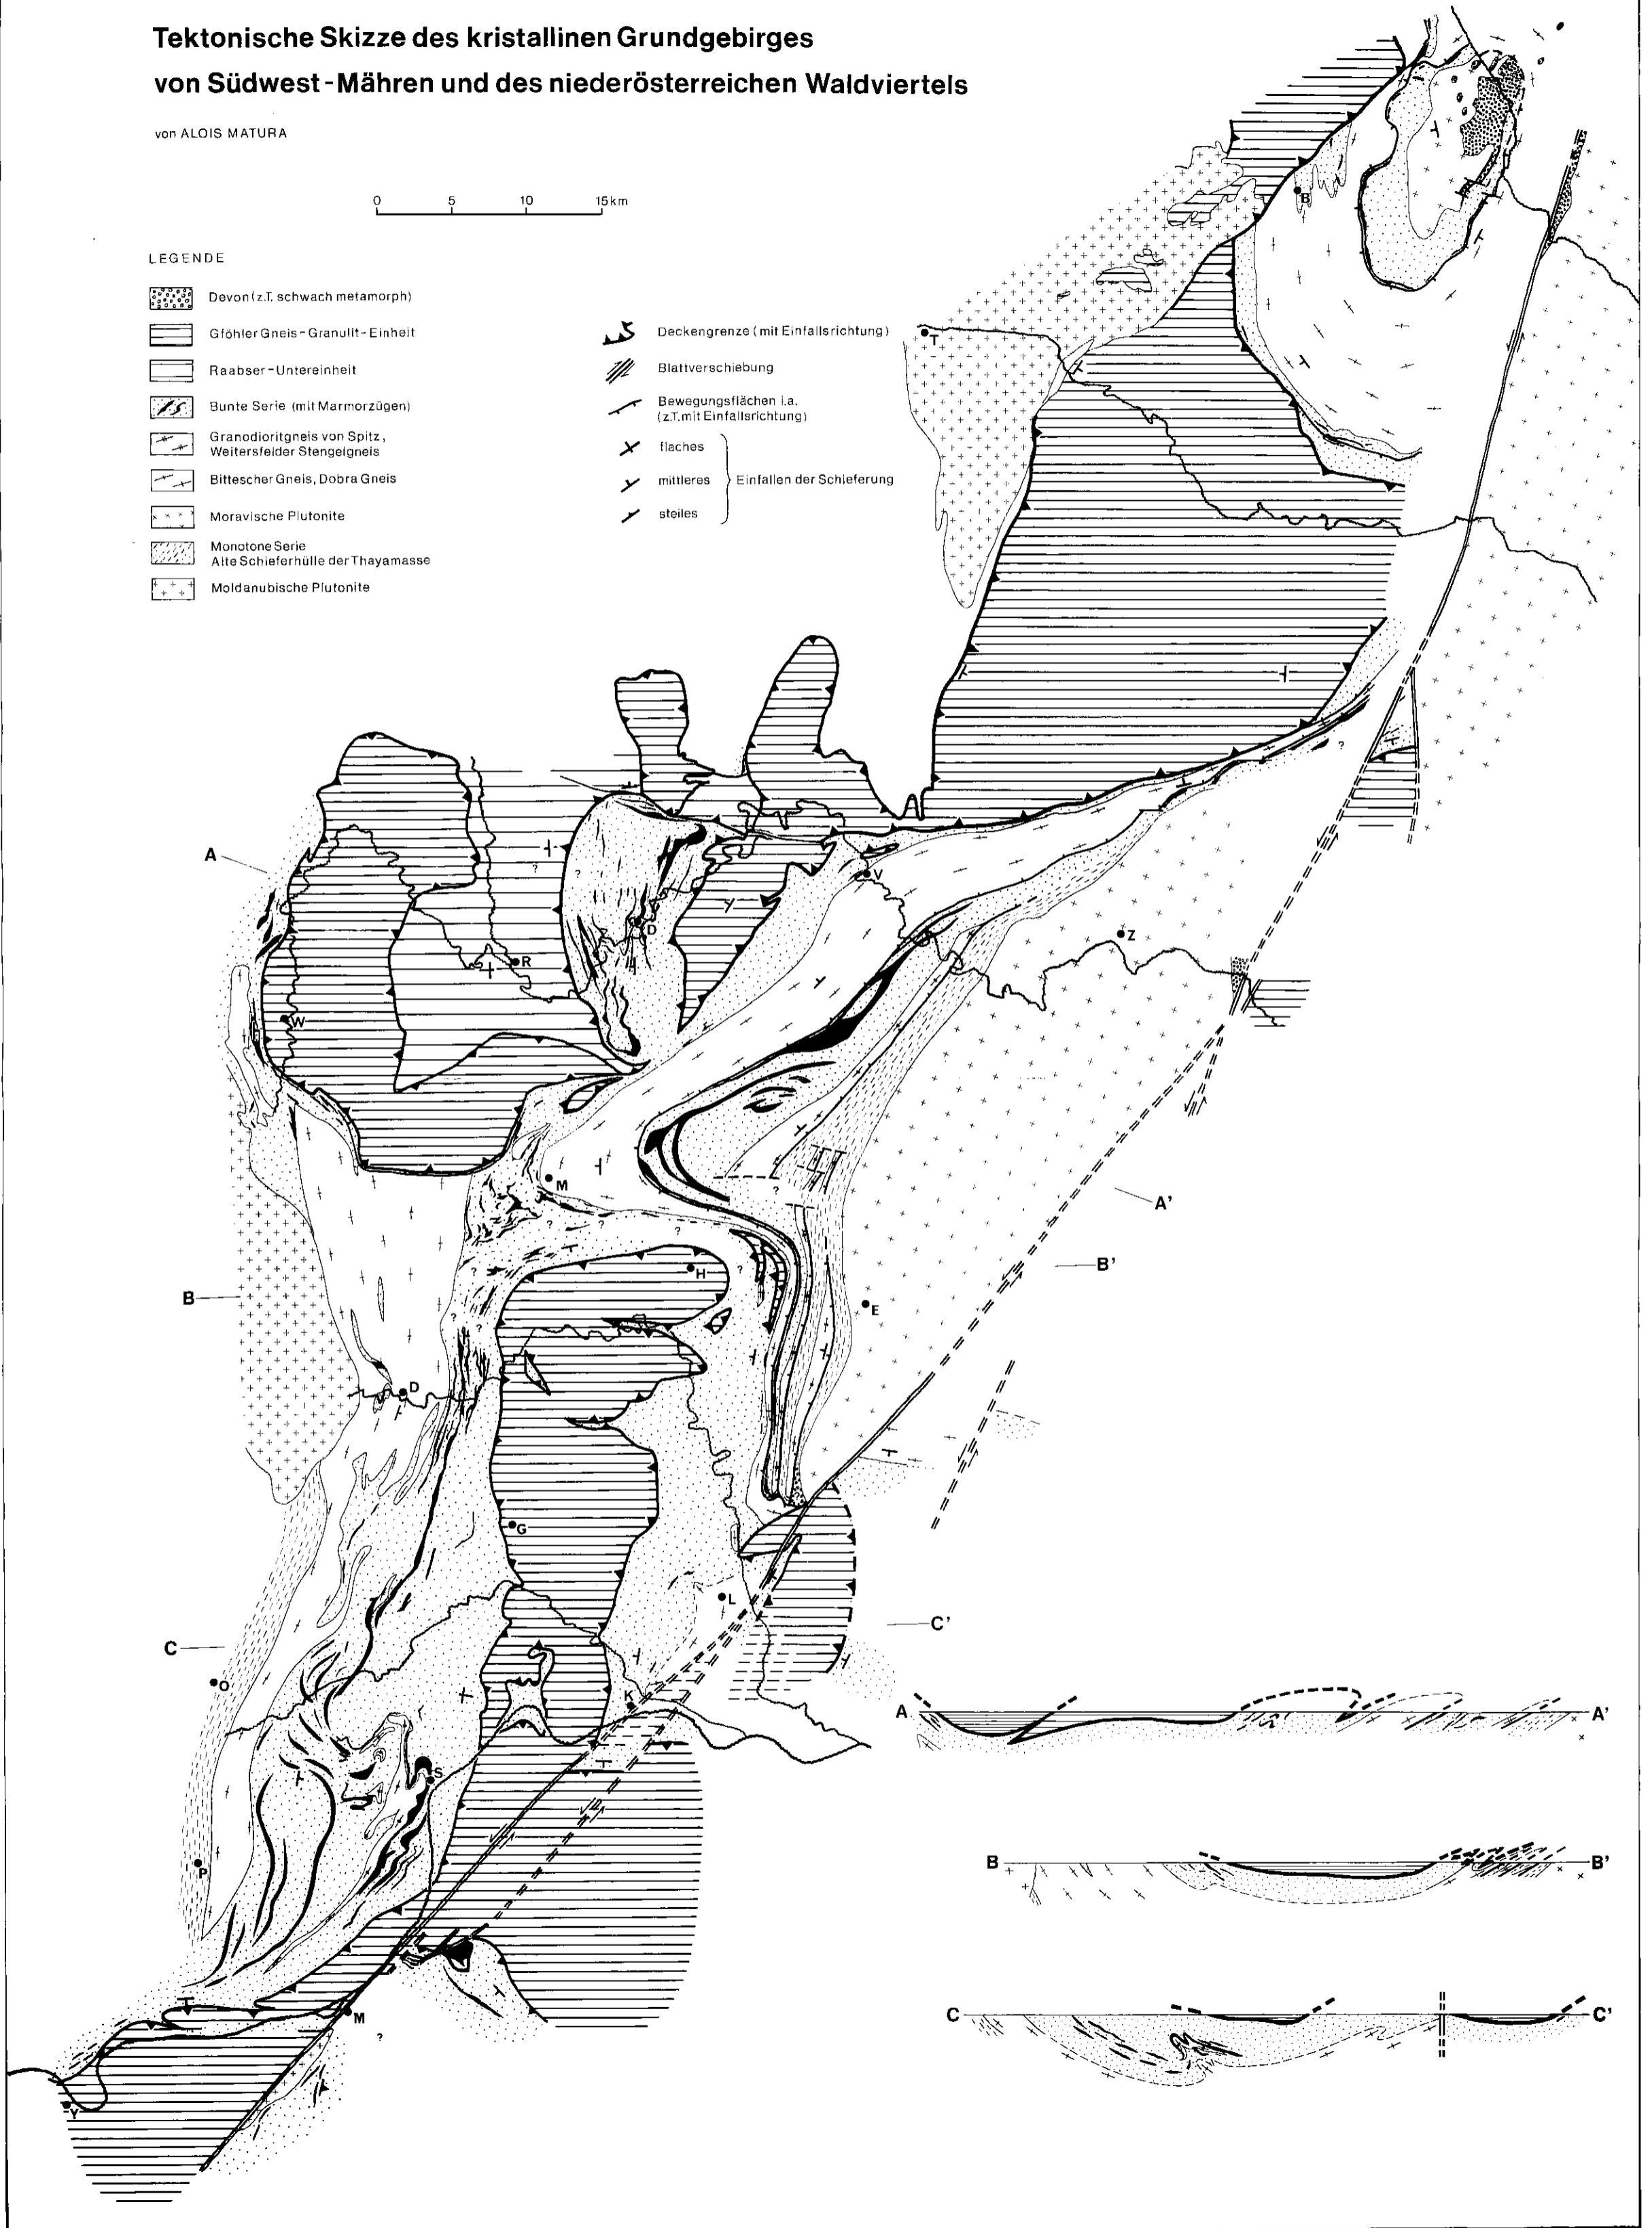 Tektonische Skizze des kristallinen Grundgebirges
von Südwest-Mähren und des niederösterreichen Waldviertels
von ALOIS MATURA
0 5 10 15km
LEGENDE
Devon (z.T. schwach metamorph)
Gföhler Gneis-Granulit-Einheit
Raabser-Untereinheit
Bunte Serie (mit Marmorzügen)
Granodioritgneis von Spitz,
Weitersfelder Stengelgneis
Bittescher Gneis, Dobra Gneis
Moravische Plutonite
Monotone Serie
Alte Schieferhülle der Thayamasse
Moldanubische Plutonite
Deckengrenze (mit Einfallsrichtung)
Blattverschiebung
Bewegungsflächen i.a.
(z.T. mit Einfallsrichtung)
flaches
mittleres
Einfallen der Schieferung
steiles
B
T
A
V
D
Z
R
W
M
A'
B'
H
B
E
D
G
L
C'
C
O
K
S
P
M
?
Y
A A'
B B'
C C'